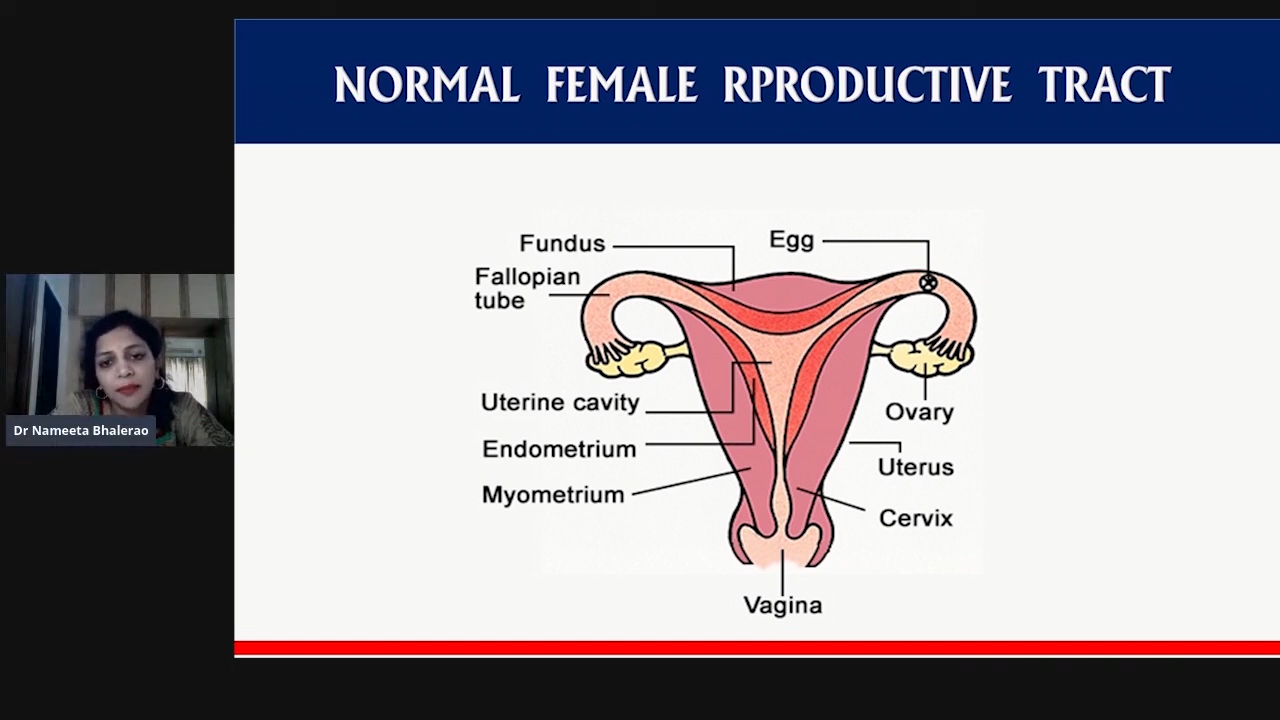 NORMAL FEMALE RPRODUCTIVE TRACT
Fundus
Egg
Fallopian
tube
Uterine cavity
Ovary
Endometrium
Uterus
Myometrium
Cervix
Vagina
Dr Nameeta Bhalerao